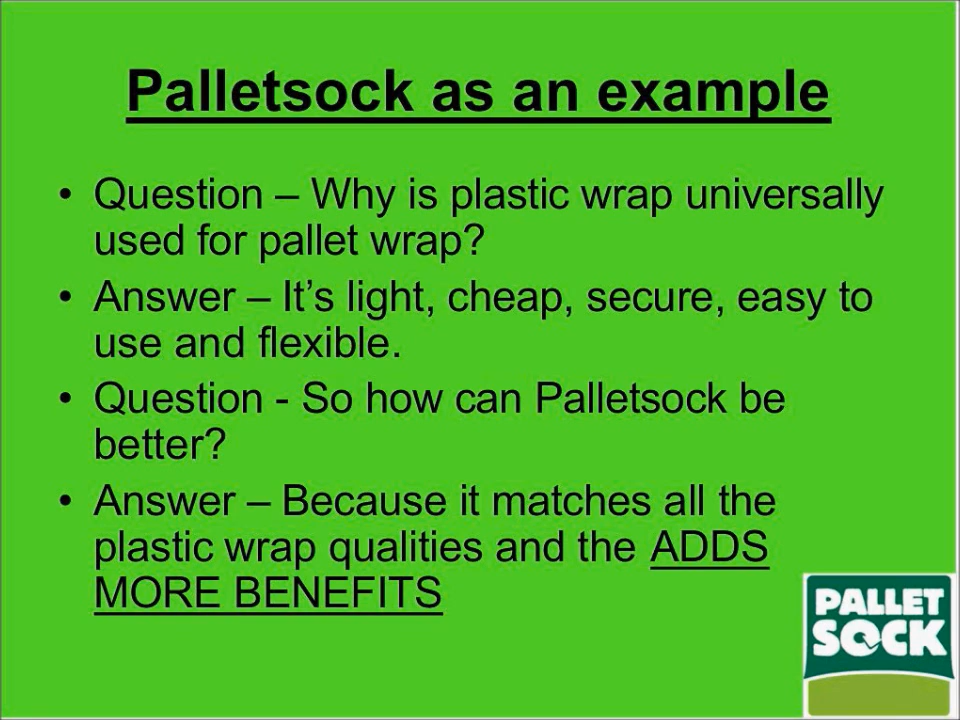 Palletsock as an example
• Question – Why is plastic wrap universally
used for pallet wrap?
• Answer – It’s light, cheap, secure, easy to
use and flexible.
• Question - So how can Palletsock be
better?
• Answer – Because it matches all the
plastic wrap qualities and the ADDS
MORE BENEFITS
PALLET
SOCK